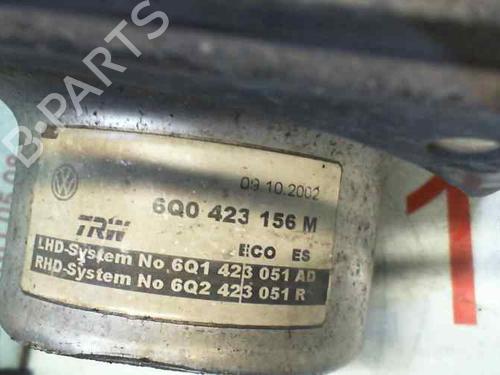 B-PARTS
09.10.2002
6Q0 423 156 M
TRW
ECO ES
LHD-System No. 6Q1 423 051 AD
RHD-System No 6Q2 423 051 R
1